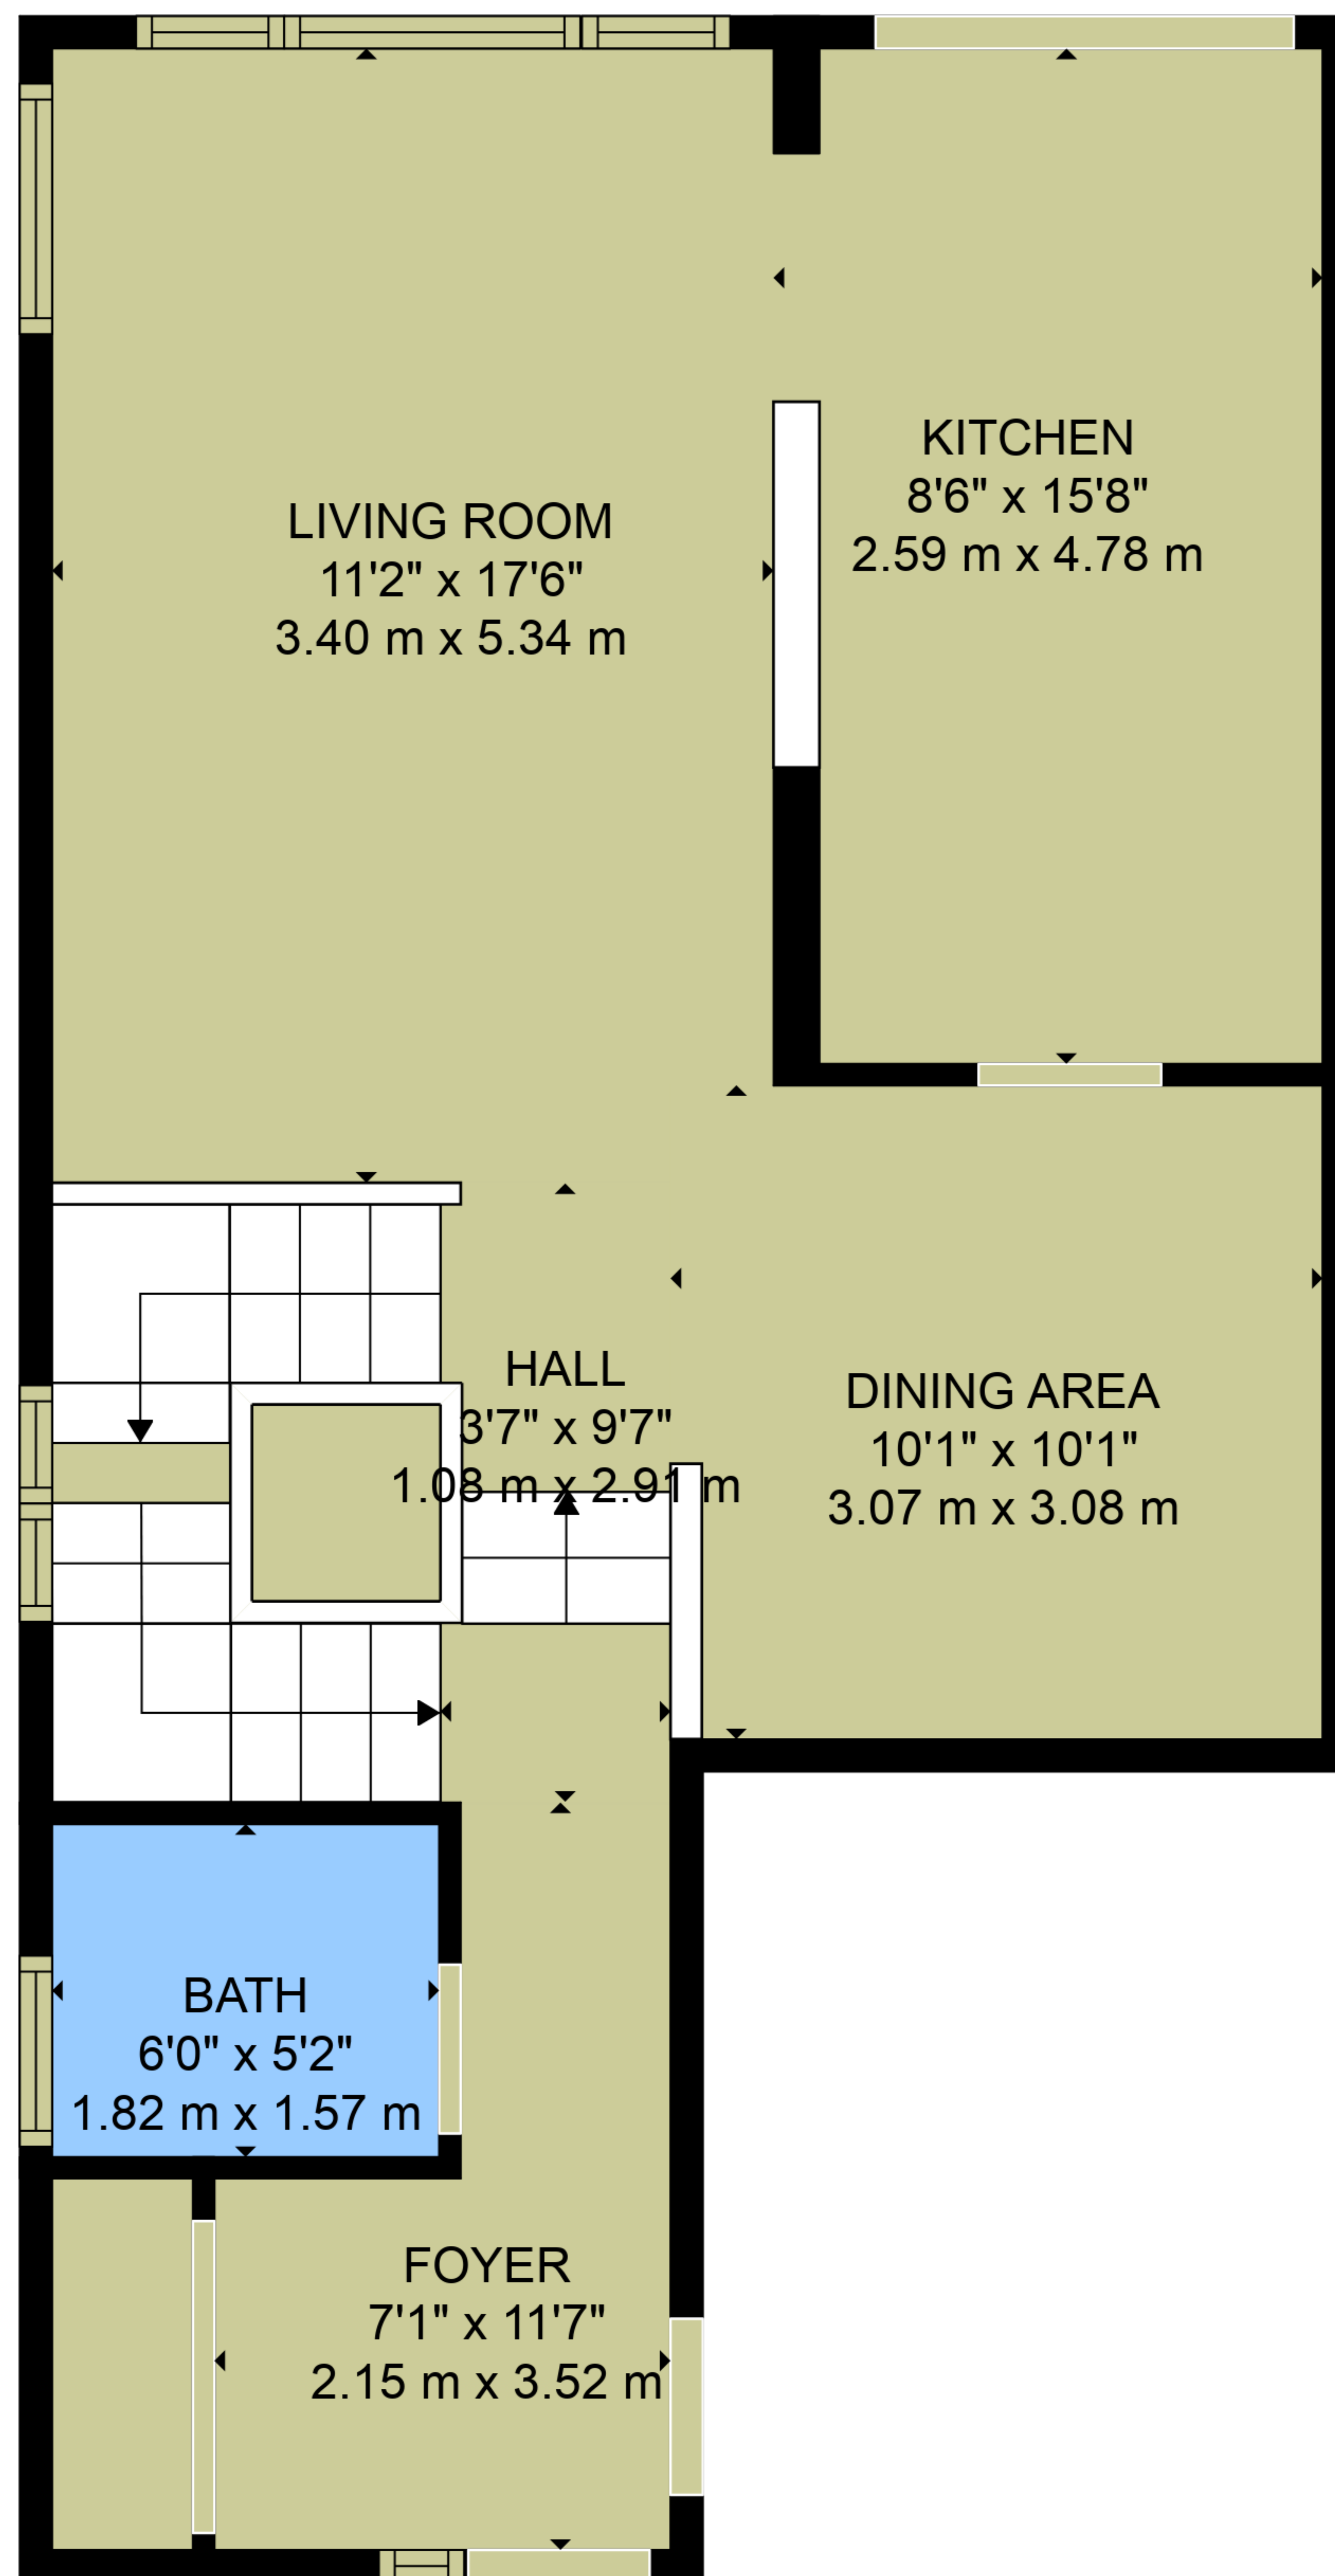 KITCHEN
8'6" x 15'8"
2.59 m x 4.78 m
LIVING ROOM
11'2" x 17'6"
3.40 m x 5.34 m
HALL
3'7" x 9'7"
1.08 m x 2.91 m
DINING AREA
10'1" x 10'1"
3.07 m x 3.08 m
BATH
6'0" x 5'2"
1.82 m x 1.57 m
FOYER
7'1" x 11'7"
2.15 m x 3.52 m